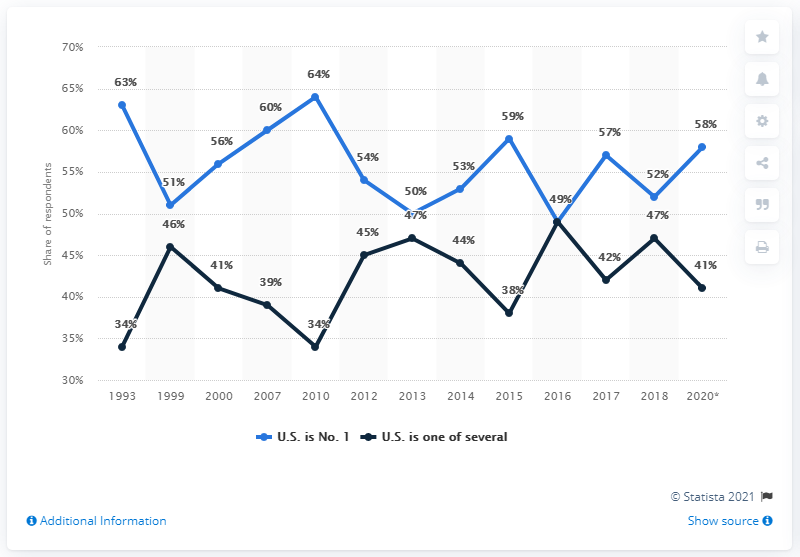 70%
65%
60%
55%
50%
45%
40%
35%
30%
Share of respondents
63% 51% 56% 60% 64% 54% 50% 53% 59% 49% 57% 52% 58%
34% 46% 41% 39% 34% 45% 47% 44% 38% 42% 47% 41%
1993 1999 2000 2007 2010 2012 2013 2014 2015 2016 2017 2018 2020*
U.S. is No. 1 U.S. is one of several
© Statista 2021
Additional Information Show source